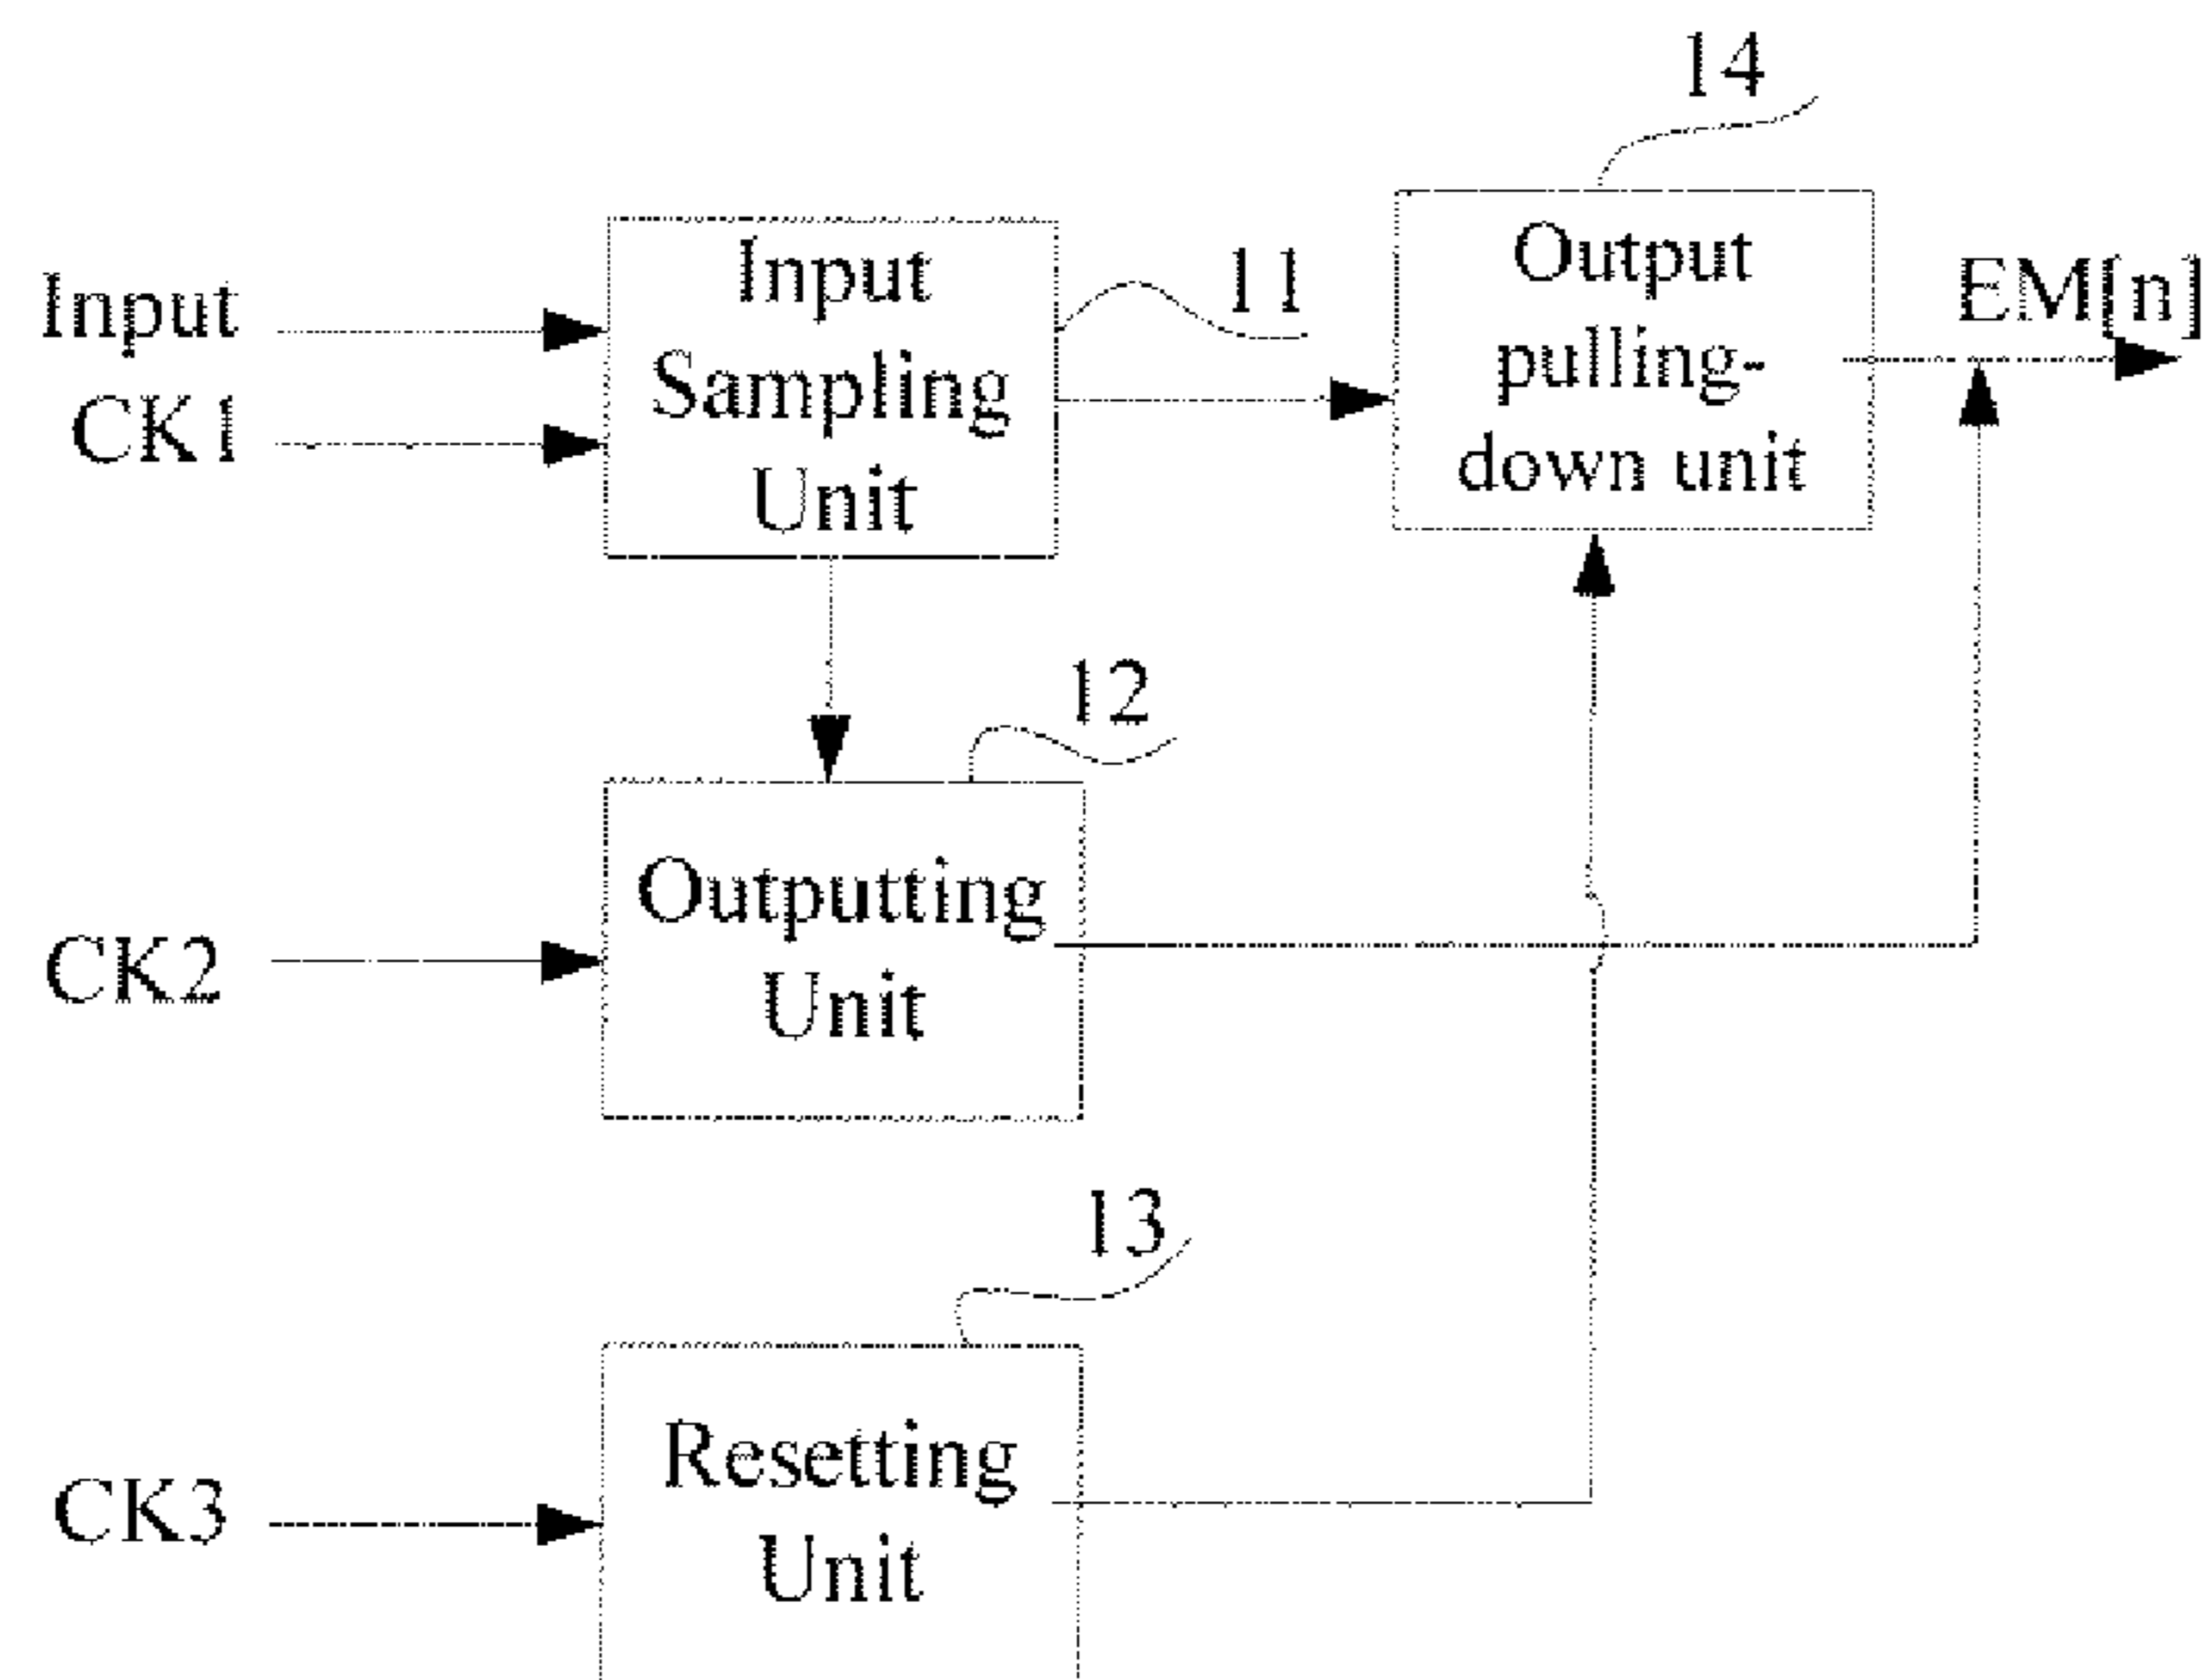 14
Input
Sampling
Unit
11
Output
pulling-
down unit
EM[n]
Input
CK1
12
Outputting
Unit
CK2
13
Resetting
Unit
CK3